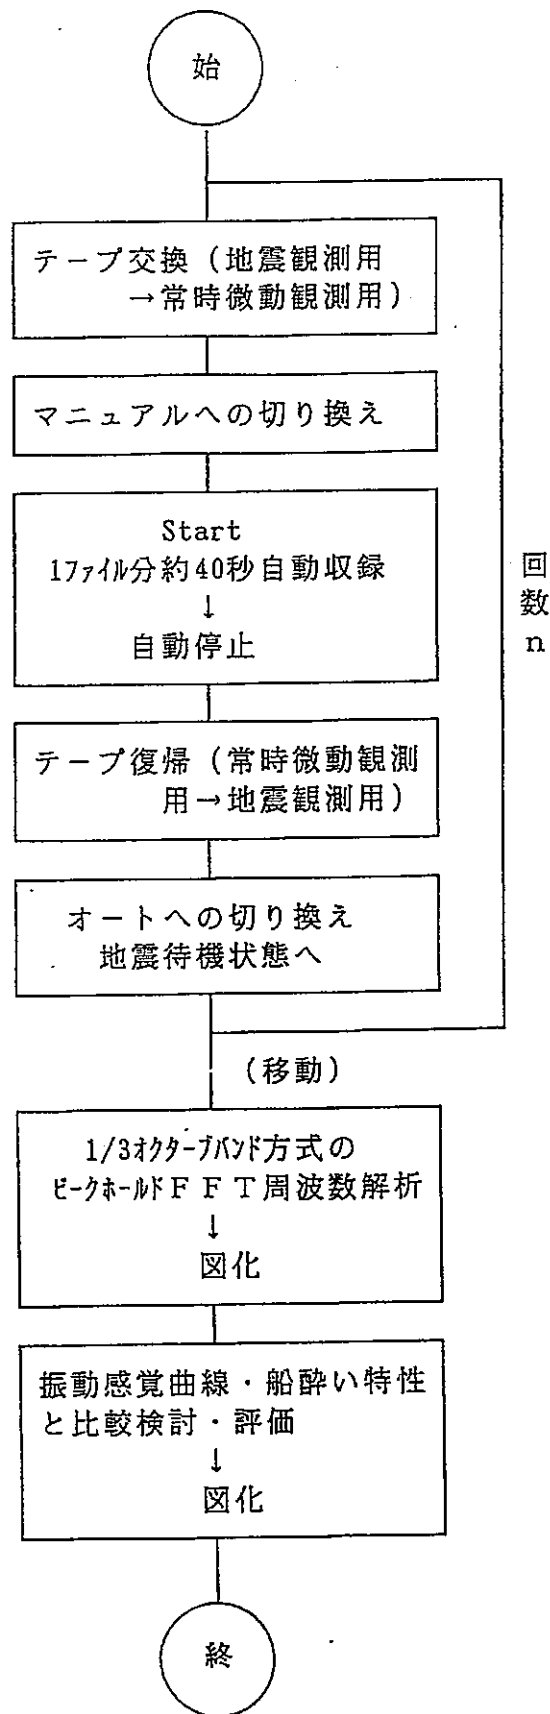 始
テープ交換（地震観測用
→常時微動観測用）
マニュアルへの切り換え
Start
1ファイル分約40秒自動収録
↓
自動停止
回数n
テープ復帰（常時微動観測
用→地震観測用）
オートへの切り換え
地震待機状態へ
（移動）
1/3オクターブバンド方式の
ピークホールドＦＦＴ周波数解析
↓
図化
振動感覚曲線・船酔い特性
と比較検討・評価
↓
図化
終